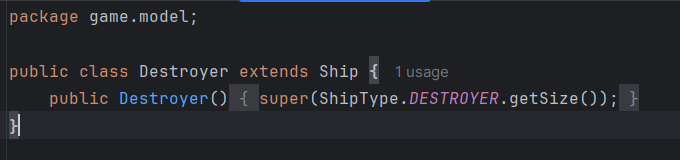 package game.model;
public class Destroyer extends Ship { 1 usage
public Destroyer() { super(ShipType.DESTROYER.getSize()); }
}